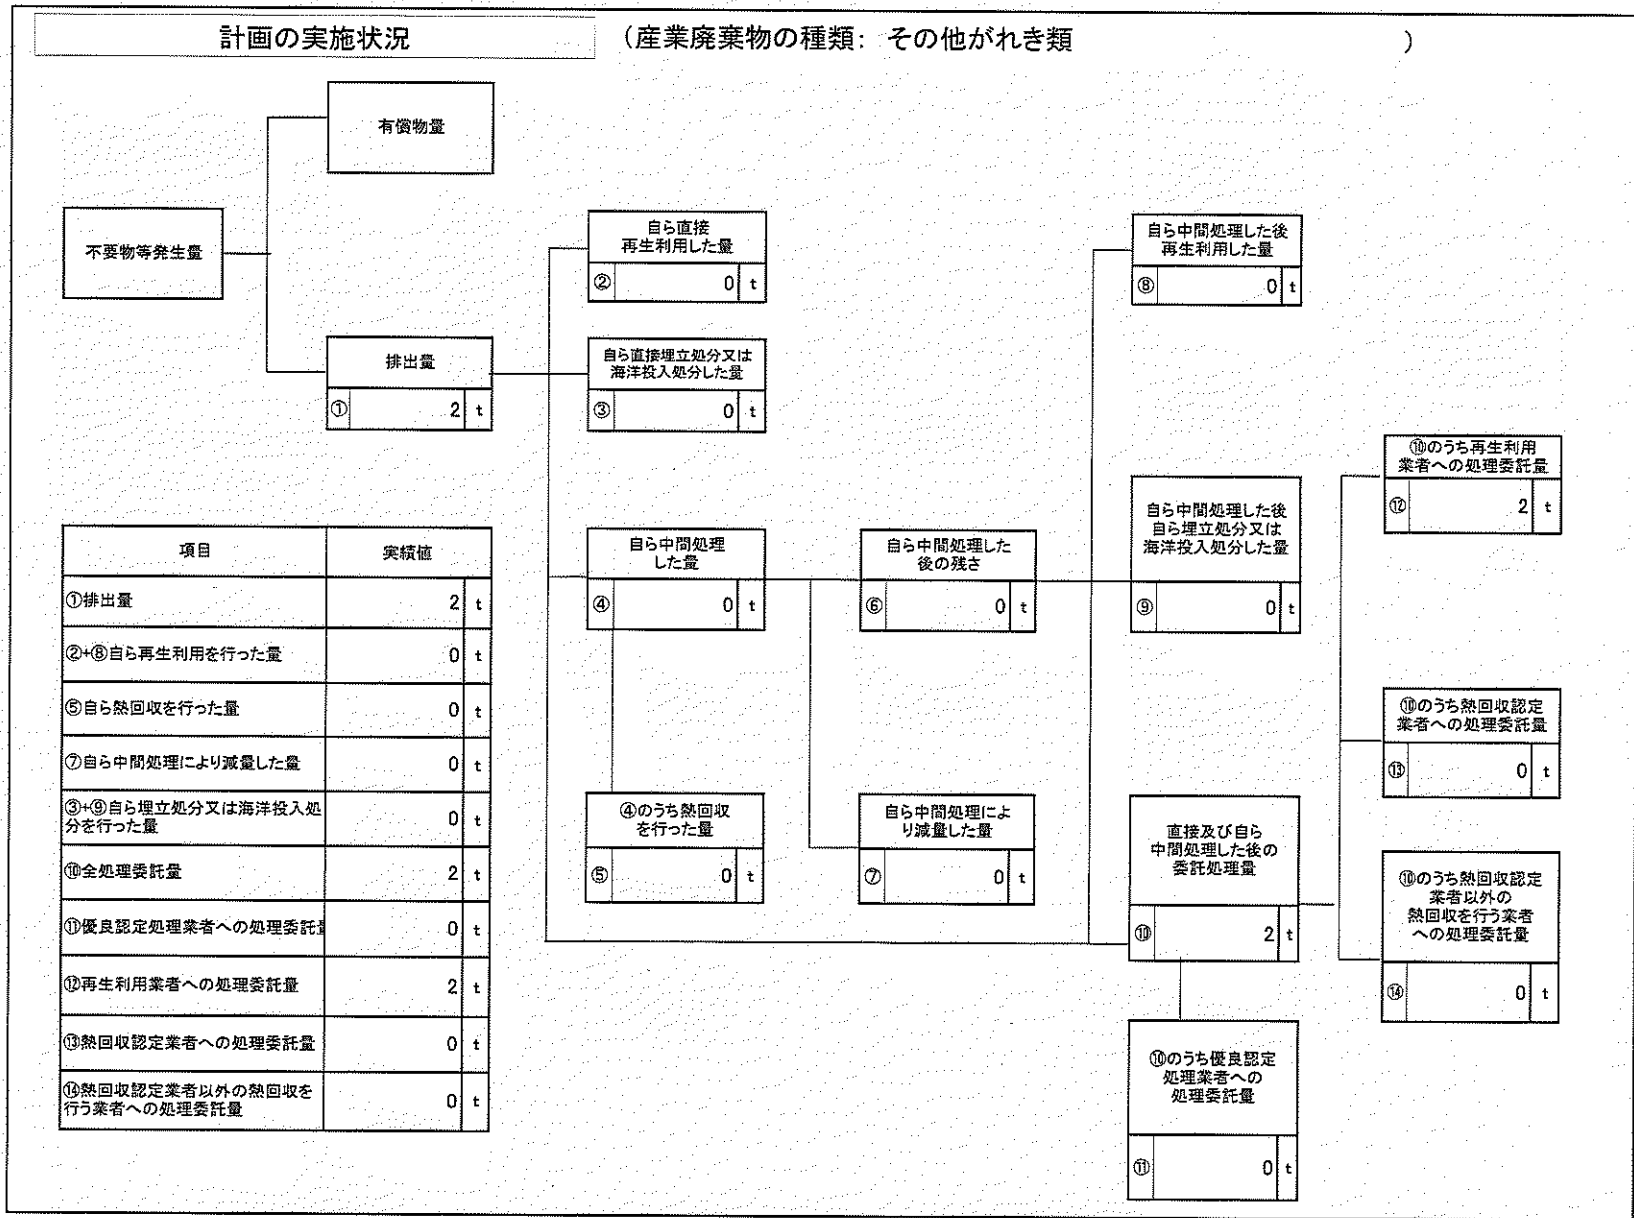 計画の実施状況
（産業廃棄物の種類： その他がれき類 ）
有償物量
不要物等発生量
排出量
① 2 t
自ら直接
再生利用した量
② 0 t
自ら直接埋立処分又は
海洋投入処分した量
③ 0 t
自ら中間処理した後
再生利用した量
⑧ 0 t
⑩のうち再生利用
業者への処理委託量
⑫ 2 t
自ら中間処理
した量
④ 0 t
自ら中間処理した
後の残さ
⑥ 0 t
自ら中間処理した後
自ら埋立処分又は
海洋投入処分した量
⑨ 0 t
⑩のうち熱回収認定
業者への処理委託量
⑬ 0 t
④のうち熱回収
を行った量
⑤ 0 t
自ら中間処理によ
り減量した量
⑦ 0 t
直接及び自ら
中間処理した後の
委託処理量
⑩ 2 t
⑩のうち熱回収認定
業者以外の
熱回収を行う業者
への処理委託量
⑭ 0 t
⑩のうち優良認定
処理業者への
処理委託量
⑪ 0 t
項目 実績値
①排出量 2 t
②+⑧自ら再生利用を行った量 0 t
⑤自ら熱回収を行った量 0 t
⑦自ら中間処理により減量した量 0 t
③+⑨自ら埋立処分又は海洋投入処
分を行った量 0 t
⑩全処理委託量 2 t
⑪優良認定処理業者への処理委託量 0 t
⑫再生利用業者への処理委託量 2 t
⑬熱回収認定業者への処理委託量 0 t
⑭熱回収認定業者以外の熱回収を
行う業者への処理委託量 0 t